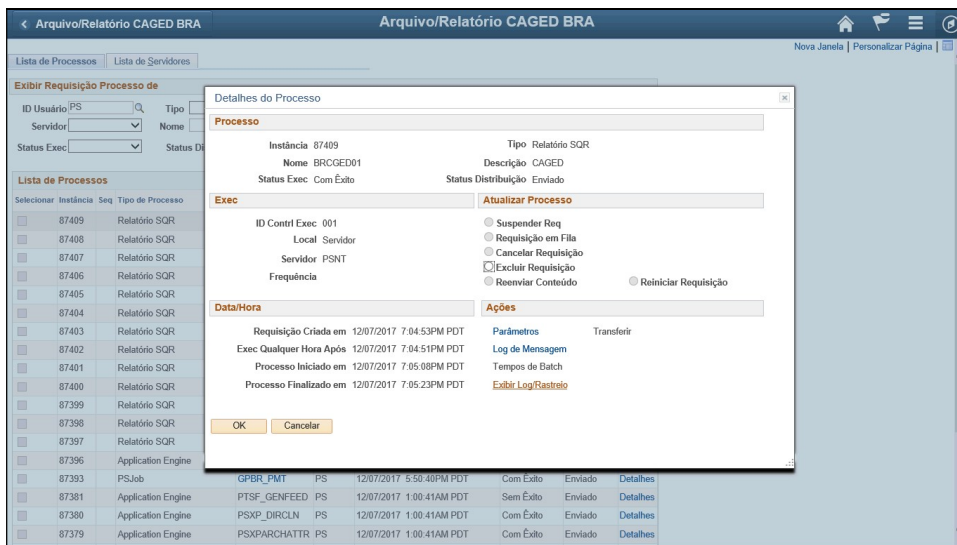 Arquivo/Relatório CAGED BRA
Arquivo/Relatório CAGED BRA
Nova Janela | Personalizar Página |
Lista de Processos
Lista de Servidores
Exibir Requisição Processo de
ID Usuário PS Tipo
Servidor Nome
Status Exec Status Di
Lista de Processos
Selecionar Instância Seq Tipo de Processo
87409 Relatório SQR
87408 Relatório SQR
87407 Relatório SQR
87406 Relatório SQR
87405 Relatório SQR
87404 Relatório SQR
87403 Relatório SQR
87402 Relatório SQR
87401 Relatório SQR
87400 Relatório SQR
87399 Relatório SQR
87398 Relatório SQR
87397 Relatório SQR
87396 Application Engine
87393 PSJob GPBR_PMT PS 12/07/2017 5:50:40PM PDT Com Êxito Enviado Detalhes
87381 Application Engine PTSF_GENFEED PS 12/07/2017 1:00:41AM PDT Sem Êxito Enviado Detalhes
87380 Application Engine PSXP_DIRCLN PS 12/07/2017 1:00:41AM PDT Com Êxito Enviado Detalhes
87379 Application Engine PSXPARCHATTR PS 12/07/2017 1:00:41AM PDT Com Êxito Enviado Detalhes
Detalhes do Processo
Processo
Instância 87409 Tipo Relatório SQR
Nome BRCGED01 Descrição CAGED
Status Exec Com Êxito Status Distribuição Enviado
Exec
ID Contrl Exec 001
Local Servidor
Servidor PSNT
Frequência
Atualizar Processo
Suspender Req
Requisição em Fila
Cancelar Requisição
Excluir Requisição
Reenviar Conteúdo Reiniciar Requisição
Data/Hora
Requisição Criada em 12/07/2017 7:04:53PM PDT
Exec Qualquer Hora Após 12/07/2017 7:04:51PM PDT
Processo Iniciado em 12/07/2017 7:05:08PM PDT
Processo Finalizado em 12/07/2017 7:05:23PM PDT
Ações
Parâmetros Transferir
Log de Mensagem
Tempos de Batch
Exibir Log/Rastreio
OK Cancelar